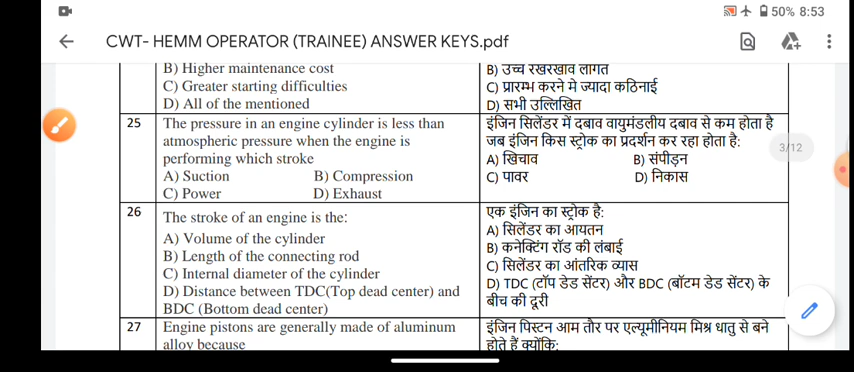 50% 8:53
CWT- HEMM OPERATOR (TRAINEE) ANSWER KEYS.pdf
B) Higher maintenance cost
C) Greater starting difficulties
D) All of the mentioned
B) उच्च रखरखाव लागत
C) प्रारम्भ करने मे ज्यादा कठिनाई
D) सभी उल्लिखित
25
The pressure in an engine cylinder is less than
atmospheric pressure when the engine is
performing which stroke
A) Suction B) Compression
C) Power D) Exhaust
इंजिन सिलेंडर में दबाव वायुमंडलीय दबाव से कम होता है
जब इंजिन किस स्ट्रोक का प्रदर्शन कर रहा होता है:
A) खिचाव B) संपीड़न
C) पावर D) निकास
3/12
26
The stroke of an engine is the:
A) Volume of the cylinder
B) Length of the connecting rod
C) Internal diameter of the cylinder
D) Distance between TDC(Top dead center) and
BDC (Bottom dead center)
एक इंजिन का स्ट्रोक है:
A) सिलेंडर का आयतन
B) कनेक्टिंग रॉड की लंबाई
C) सिलेंडर का आंतरिक व्यास
D) TDC (टॉप डेड सेंटर) और BDC (बॉटम डेड सेंटर) के
बीच की दूरी
27
Engine pistons are generally made of aluminum
alloy because
इंजिन पिस्टन आम तौर पर एल्यूमीनियम मिश्र धातु से बने
होते हैं क्योंकि: